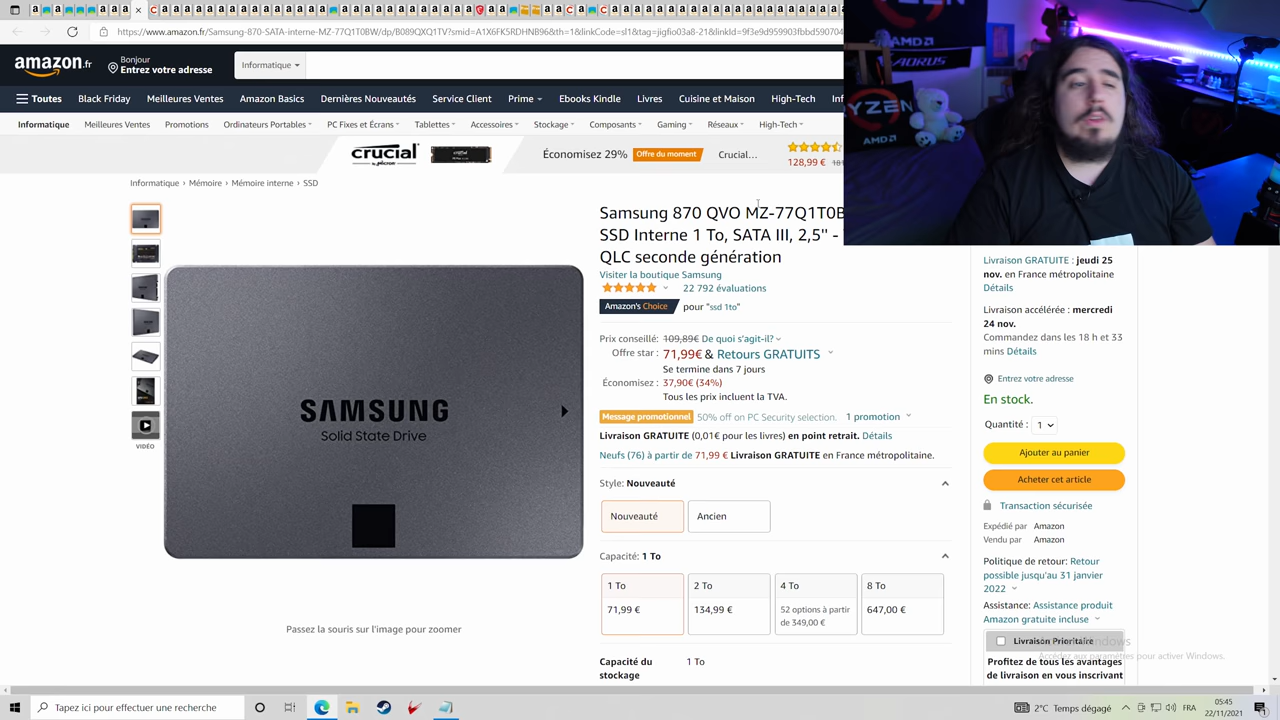 https://www.amazon.fr/Samsung-870-SATA-interne-MZ-77Q1T0BW/dp/B089QXQ1TV?smid=A1X6FK5RDHNB96&th=1&linkCode=sl1&tag=jigfio03a8-21&linkId=9f3e9d959903fbbd590704
amazon.fr
Bonjour
Entrez votre adresse
Informatique
Toutes
Black Friday
Meilleures Ventes
Amazon Basics
Dernières Nouveautés
Service Client
Prime
Ebooks Kindle
Livres
Cuisine et Maison
High-Tech
Inf
Informatique
Meilleures Ventes
Promotions
Ordinateurs Portables
PC Fixes et Écrans
Tablettes
Accessoires
Stockage
Composants
Gaming
Réseaux
High-Tech
crucial
by Micron
Économisez 29%
Offre du moment
Crucial...
128,99 €
AMD
AORUS
RYZEN
AMD
Informatique › Mémoire › Mémoire interne › SSD
Samsung 870 QVO MZ-77Q1T0B
SSD Interne 1 To, SATA III, 2,5" -
QLC seconde génération
Visiter la boutique Samsung
22 792 évaluations
Amazon's Choice pour "ssd 1to"
Prix conseillé : 109,89€ De quoi s'agit-il?
Offre star : 71,99€ & Retours GRATUITS
Se termine dans 7 jours
Économisez : 37,90€ (34%)
Tous les prix incluent la TVA.
Message promotionnel 50% off on PC Security selection. 1 promotion
Livraison GRATUITE (0,01€ pour les livres) en point retrait. Détails
Neufs (76) à partir de 71,99 € Livraison GRATUITE en France métropolitaine.
Style: Nouveauté
Nouveauté
Ancien
Capacité: 1 To
1 To
71,99 €
2 To
134,99 €
4 To
52 options à partir
de 349,00 €
8 To
647,00 €
Capacité du
stockage
1 To
VIDÉO
SAMSUNG
Solid State Drive
Passez la souris sur l'image pour zoomer
Livraison GRATUITE : jeudi 25
nov. en France métropolitaine
Détails
Livraison accélérée : mercredi
24 nov.
Commandez dans les 18 h et 33
mins Détails
Entrez votre adresse
En stock.
Quantité : 1
Ajouter au panier
Acheter cet article
Transaction sécurisée
Expédié par Amazon
Vendu par Amazon
Politique de retour: Retour
possible jusqu'au 31 janvier
2022
Assistance: Assistance produit
Amazon gratuite incluse
Livraison Prioritaire
Profitez de tous les avantages
de livraison en vous inscrivant
Accédez aux paramètres pour activer Windows.
Tapez ici pour effectuer une recherche
2°C Temps dégagé
FRA
05:45
22/11/2021